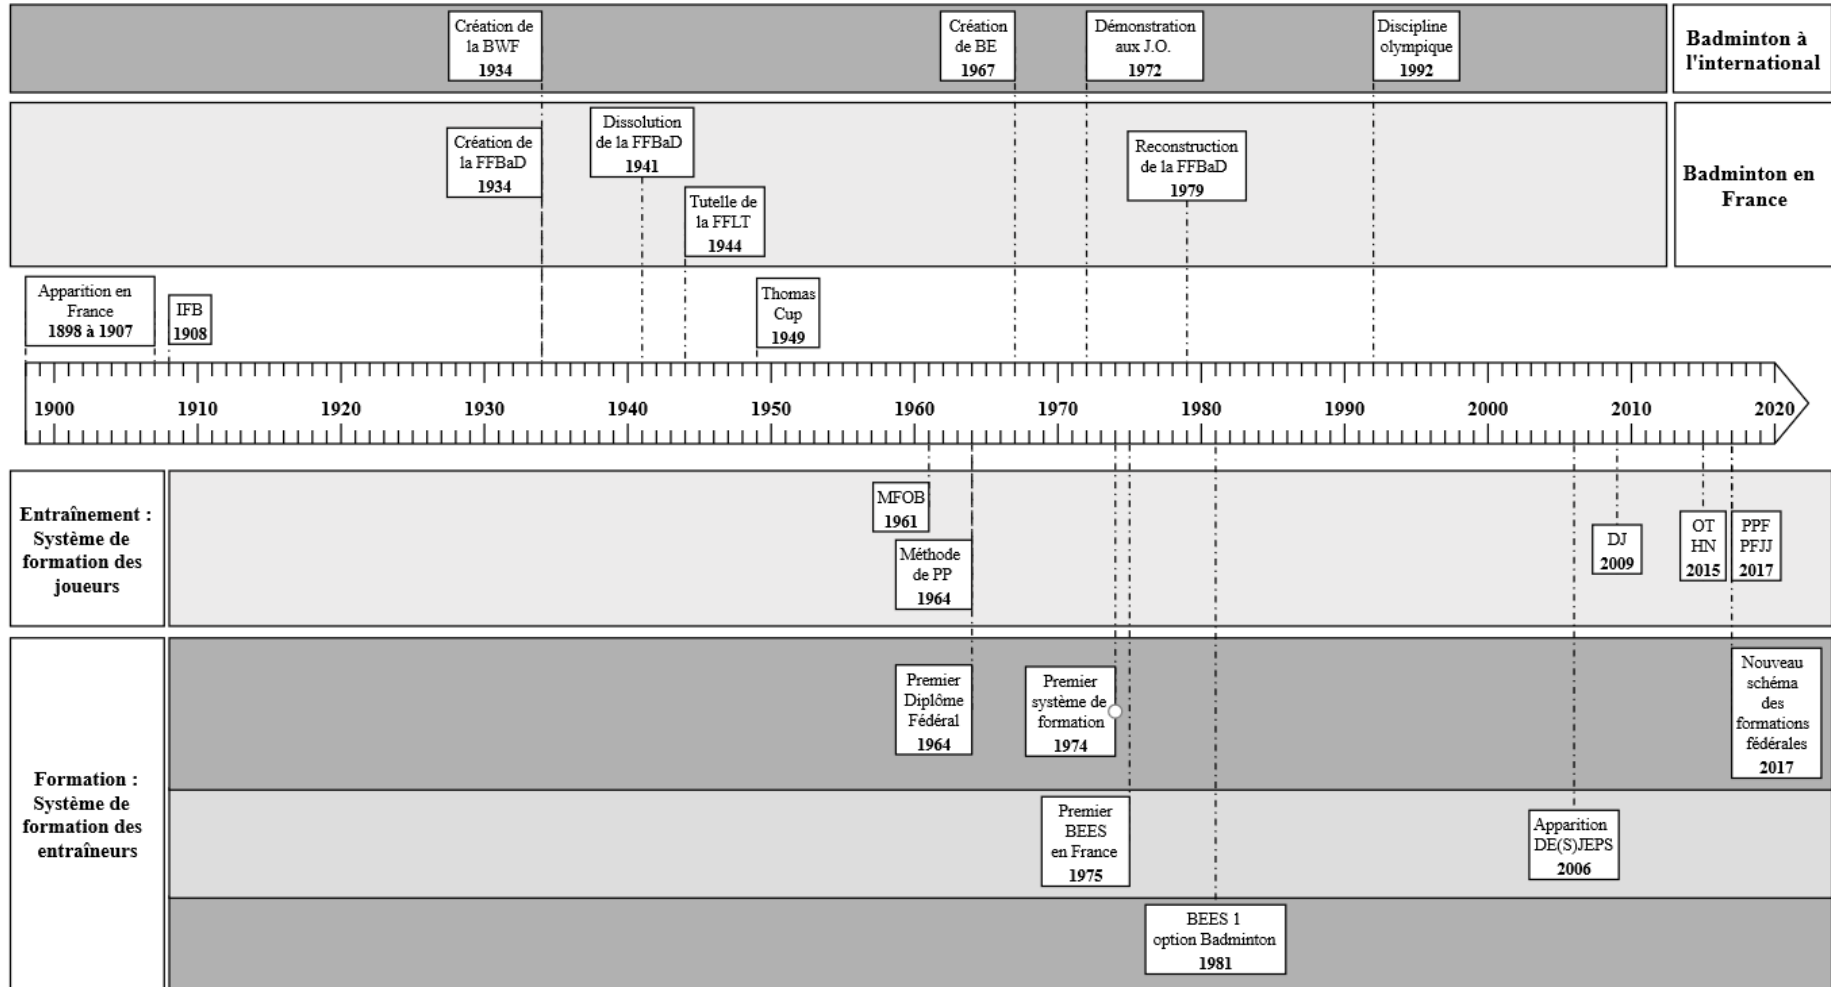 Création de
la BWF
1934
Création
de BE
1967
Démonstration
aux J.O.
1972
Discipline
olympique
1992
Badminton à
l'international
Création de
la FFBaD
1934
Dissolution
de la FFBaD
1941
Tutelle de
la FFLT
1944
Reconstruction
de la FFBaD
1979
Badminton en
France
Apparition en
France
1898 à 1907
IFB
1908
Thomas
Cup
1949
1900 1910 1920 1930 1940 1950 1960 1970 1980 1990 2000 2010 2020
Entraînement :
Système de
formation des
joueurs
MFOB
1961
Méthode
de PP
1964
DJ
2009
OT
HN
2015
PPF
PFJJ
2017
Formation :
Système de
formation des
entraîneurs
Premier
Diplôme
Fédéral
1964
Premier
système de
formation
1974
Nouveau
schéma
des
formations
fédérales
2017
Premier
BEES
en France
1975
Apparition
DE(S)JEPS
2006
BEES 1
option Badminton
1981